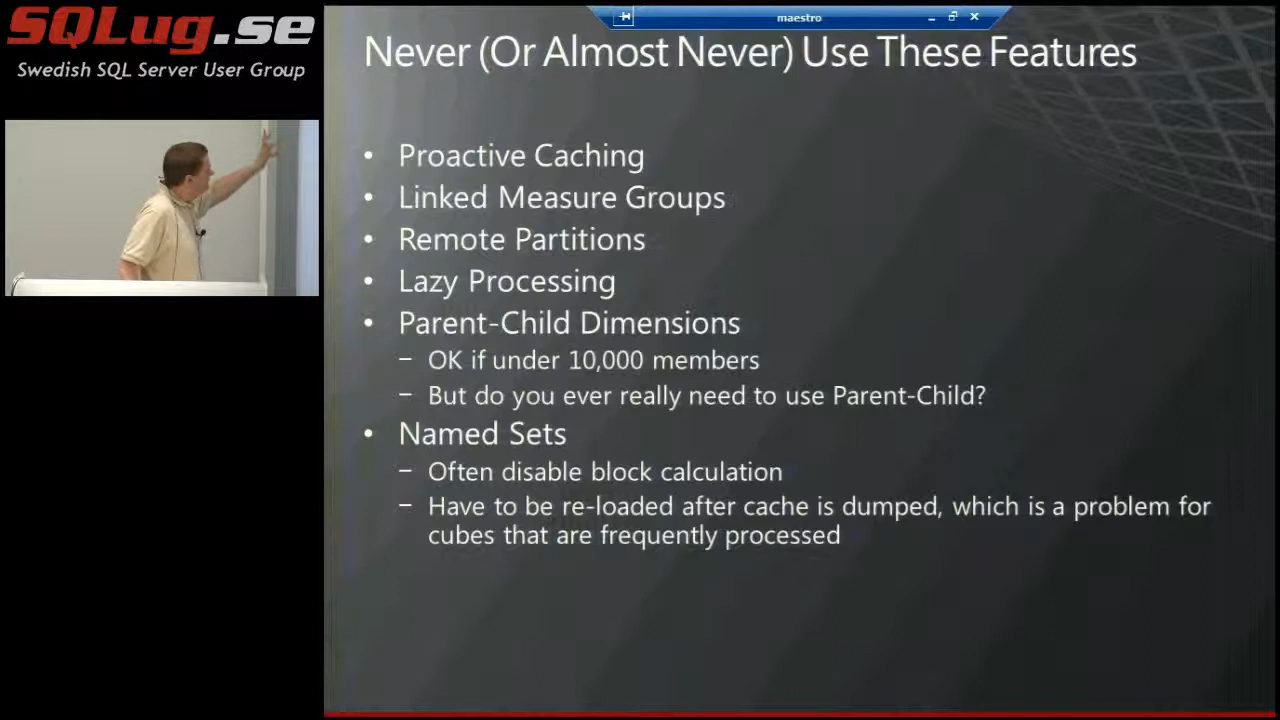 SQLug.se
Swedish SQL Server User Group
maestro
Never (Or Almost Never) Use These Features
• Proactive Caching
• Linked Measure Groups
• Remote Partitions
• Lazy Processing
• Parent-Child Dimensions
– OK if under 10,000 members
– But do you ever really need to use Parent-Child?
• Named Sets
– Often disable block calculation
– Have to be re-loaded after cache is dumped, which is a problem for
cubes that are frequently processed